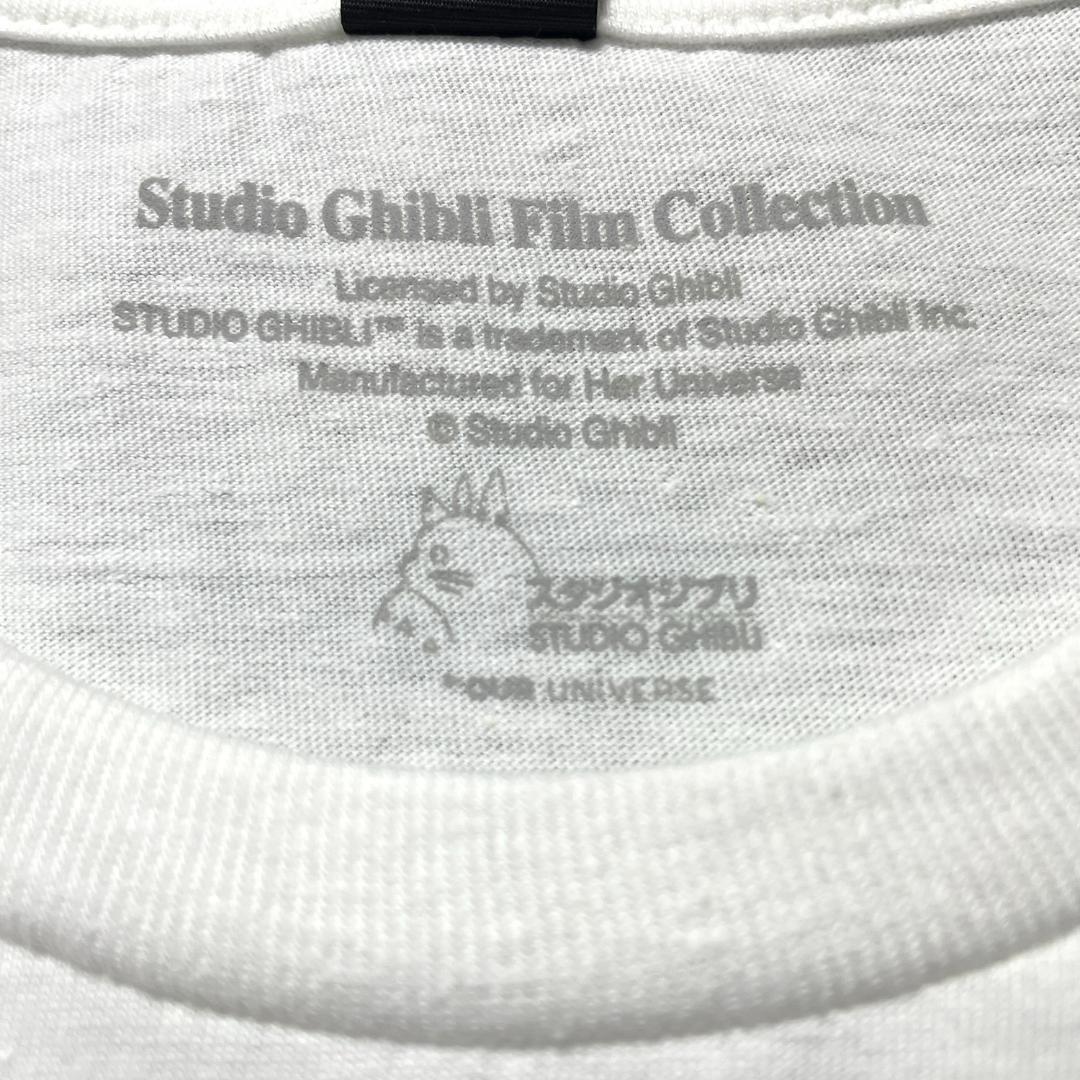 Studio Ghibli Film Collection
Licensed by Studio Ghibli
STUDIO GHIBLI™ is a trademark of Studio Ghibli Inc.
Manufactured for Her Universe
© Studio Ghibli
スタジオジブリ
STUDIO GHIBLI
OUR UNIVERSE